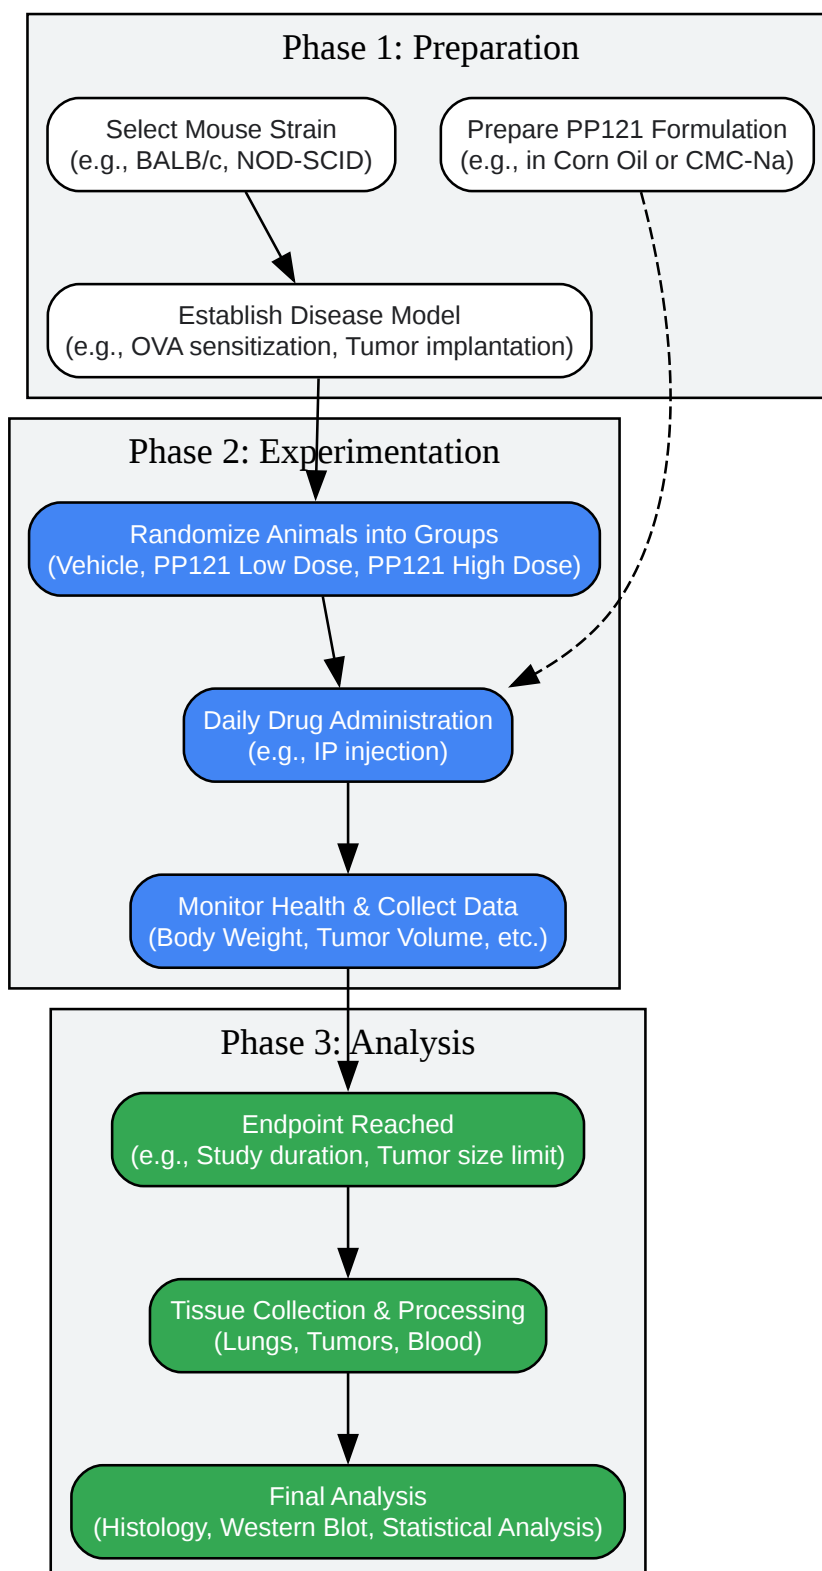 Phase 1: Preparation
Select Mouse Strain
(e.g., BALB/c, NOD-SCID)
Prepare PP121 Formulation
(e.g., in Corn Oil or CMC-Na)
Establish Disease Model
(e.g., OVA sensitization, Tumor implantation)
Phase 2: Experimentation
Randomize Animals into Groups
(Vehicle, PP121 Low Dose, PP121 High Dose)
Daily Drug Administration
(e.g., IP injection)
Monitor Health & Collect Data
(Body Weight, Tumor Volume, etc.)
Phase 3: Analysis
Endpoint Reached
(e.g., Study duration, Tumor size limit)
Tissue Collection & Processing
(Lungs, Tumors, Blood)
Final Analysis
(Histology, Western Blot, Statistical Analysis)